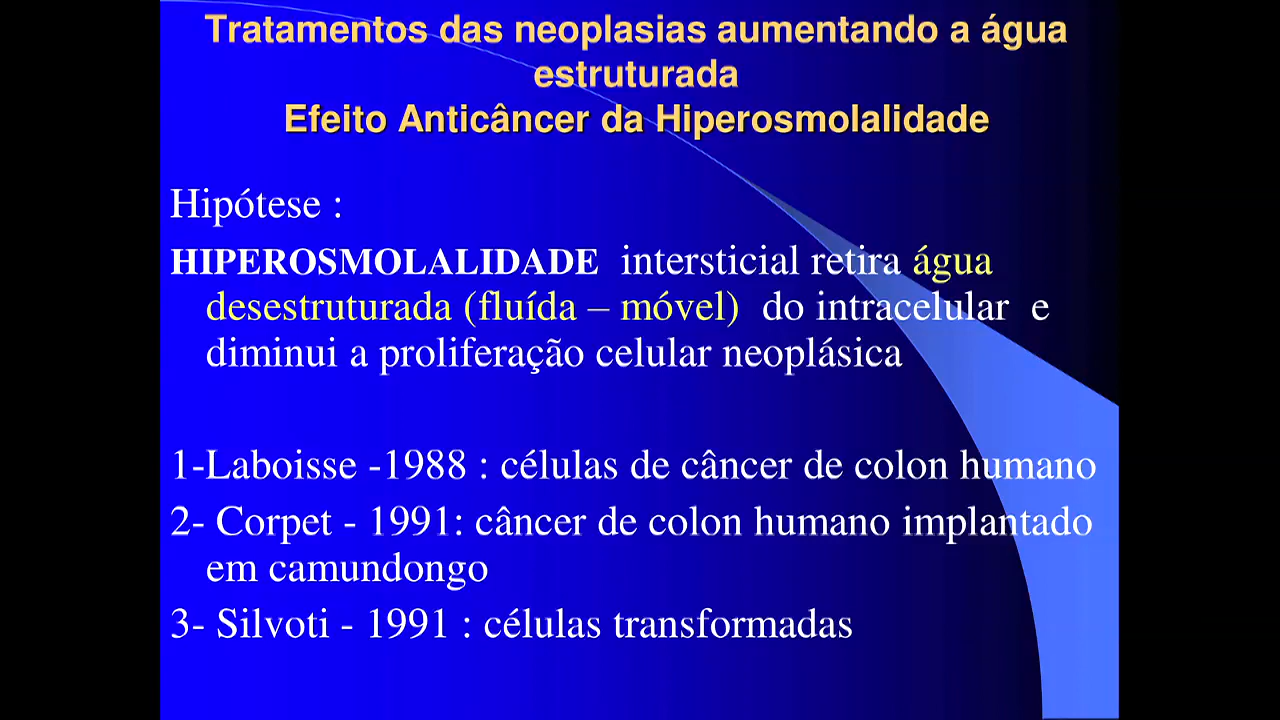 Tratamentos das neoplasias aumentando a água
estruturada
Efeito Anticâncer da Hiperosmolalidade
Hipótese :
HIPEROSMOLALIDADE intersticial retira água
desestruturada (fluída – móvel) do intracelular e
diminui a proliferação celular neoplásica
1-Laboisse -1988 : células de câncer de colon humano
2- Corpet - 1991: câncer de colon humano implantado
em camundongo
3- Silvoti - 1991 : células transformadas